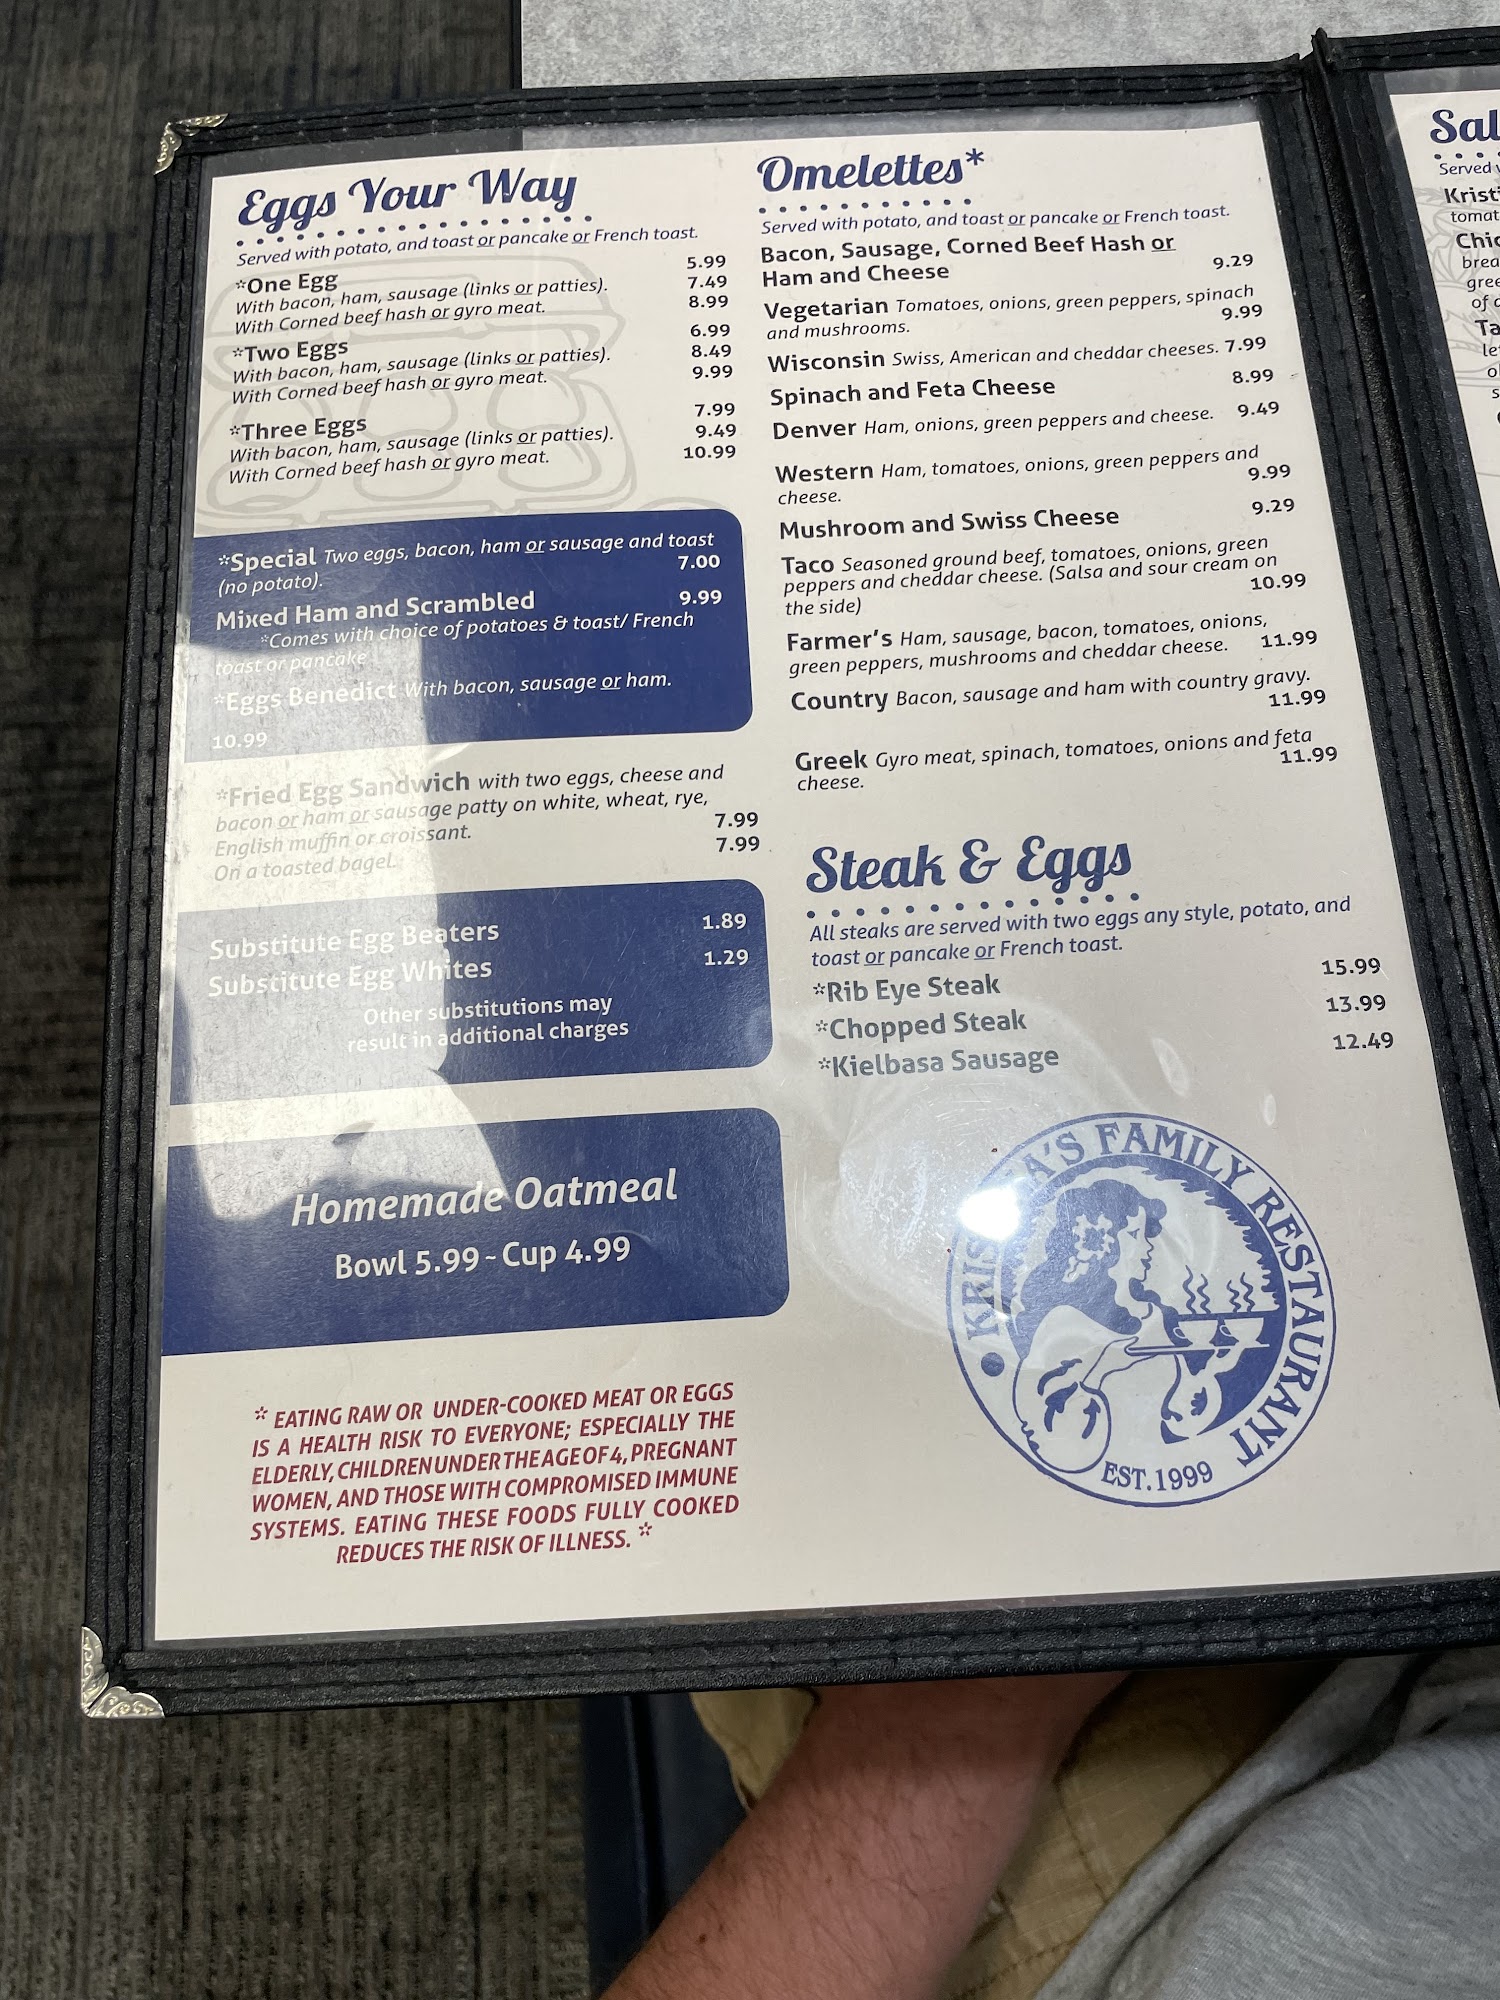 Eggs Your Way
Served with potato, and toast or pancake or French toast.
*One Egg 5.99
With bacon, ham, sausage (links or patties). 7.49
With Corned beef hash or gyro meat. 8.99
*Two Eggs 6.99
With bacon, ham, sausage (links or patties). 8.49
With Corned beef hash or gyro meat. 9.99
*Three Eggs 7.99
With bacon, ham, sausage (links or patties). 9.49
With Corned beef hash or gyro meat. 10.99
*Special Two eggs, bacon, ham or sausage and toast
(no potato). 7.00
Mixed Ham and Scrambled 9.99
*Comes with choice of potatoes & toast/ French
toast or pancake
*Eggs Benedict With bacon, sausage or ham.
10.99
*Fried Egg Sandwich with two eggs, cheese and
bacon or ham or sausage patty on white, wheat, rye,
English muffin or croissant. 7.99
On a toasted bagel. 7.99
Substitute Egg Beaters 1.89
Substitute Egg Whites 1.29
Other substitutions may
result in additional charges
Homemade Oatmeal
Bowl 5.99 ~ Cup 4.99
* EATING RAW OR UNDER-COOKED MEAT OR EGGS
IS A HEALTH RISK TO EVERYONE; ESPECIALLY THE
ELDERLY, CHILDREN UNDER THE AGE OF 4, PREGNANT
WOMEN, AND THOSE WITH COMPROMISED IMMUNE
SYSTEMS. EATING THESE FOODS FULLY COOKED
REDUCES THE RISK OF ILLNESS. *
Omelettes*
Served with potato, and toast or pancake or French toast.
Bacon, Sausage, Corned Beef Hash or
Ham and Cheese 9.29
Vegetarian Tomatoes, onions, green peppers, spinach
and mushrooms. 9.99
Wisconsin Swiss, American and cheddar cheeses. 7.99
Spinach and Feta Cheese 8.99
Denver Ham, onions, green peppers and cheese. 9.49
Western Ham, tomatoes, onions, green peppers and
cheese. 9.99
Mushroom and Swiss Cheese 9.29
Taco Seasoned ground beef, tomatoes, onions, green
peppers and cheddar cheese. (Salsa and sour cream on
the side) 10.99
Farmer's Ham, sausage, bacon, tomatoes, onions,
green peppers, mushrooms and cheddar cheese. 11.99
Country Bacon, sausage and ham with country gravy.
11.99
Greek Gyro meat, spinach, tomatoes, onions and feta
cheese. 11.99
Steak & Eggs
All steaks are served with two eggs any style, potato, and
toast or pancake or French toast.
*Rib Eye Steak 15.99
*Chopped Steak 13.99
*Kielbasa Sausage 12.49
FAMILY RESTAURANT
EST. 1999
Sal
Served
Krist
tomat
Chic
brea
gree
of
Ta